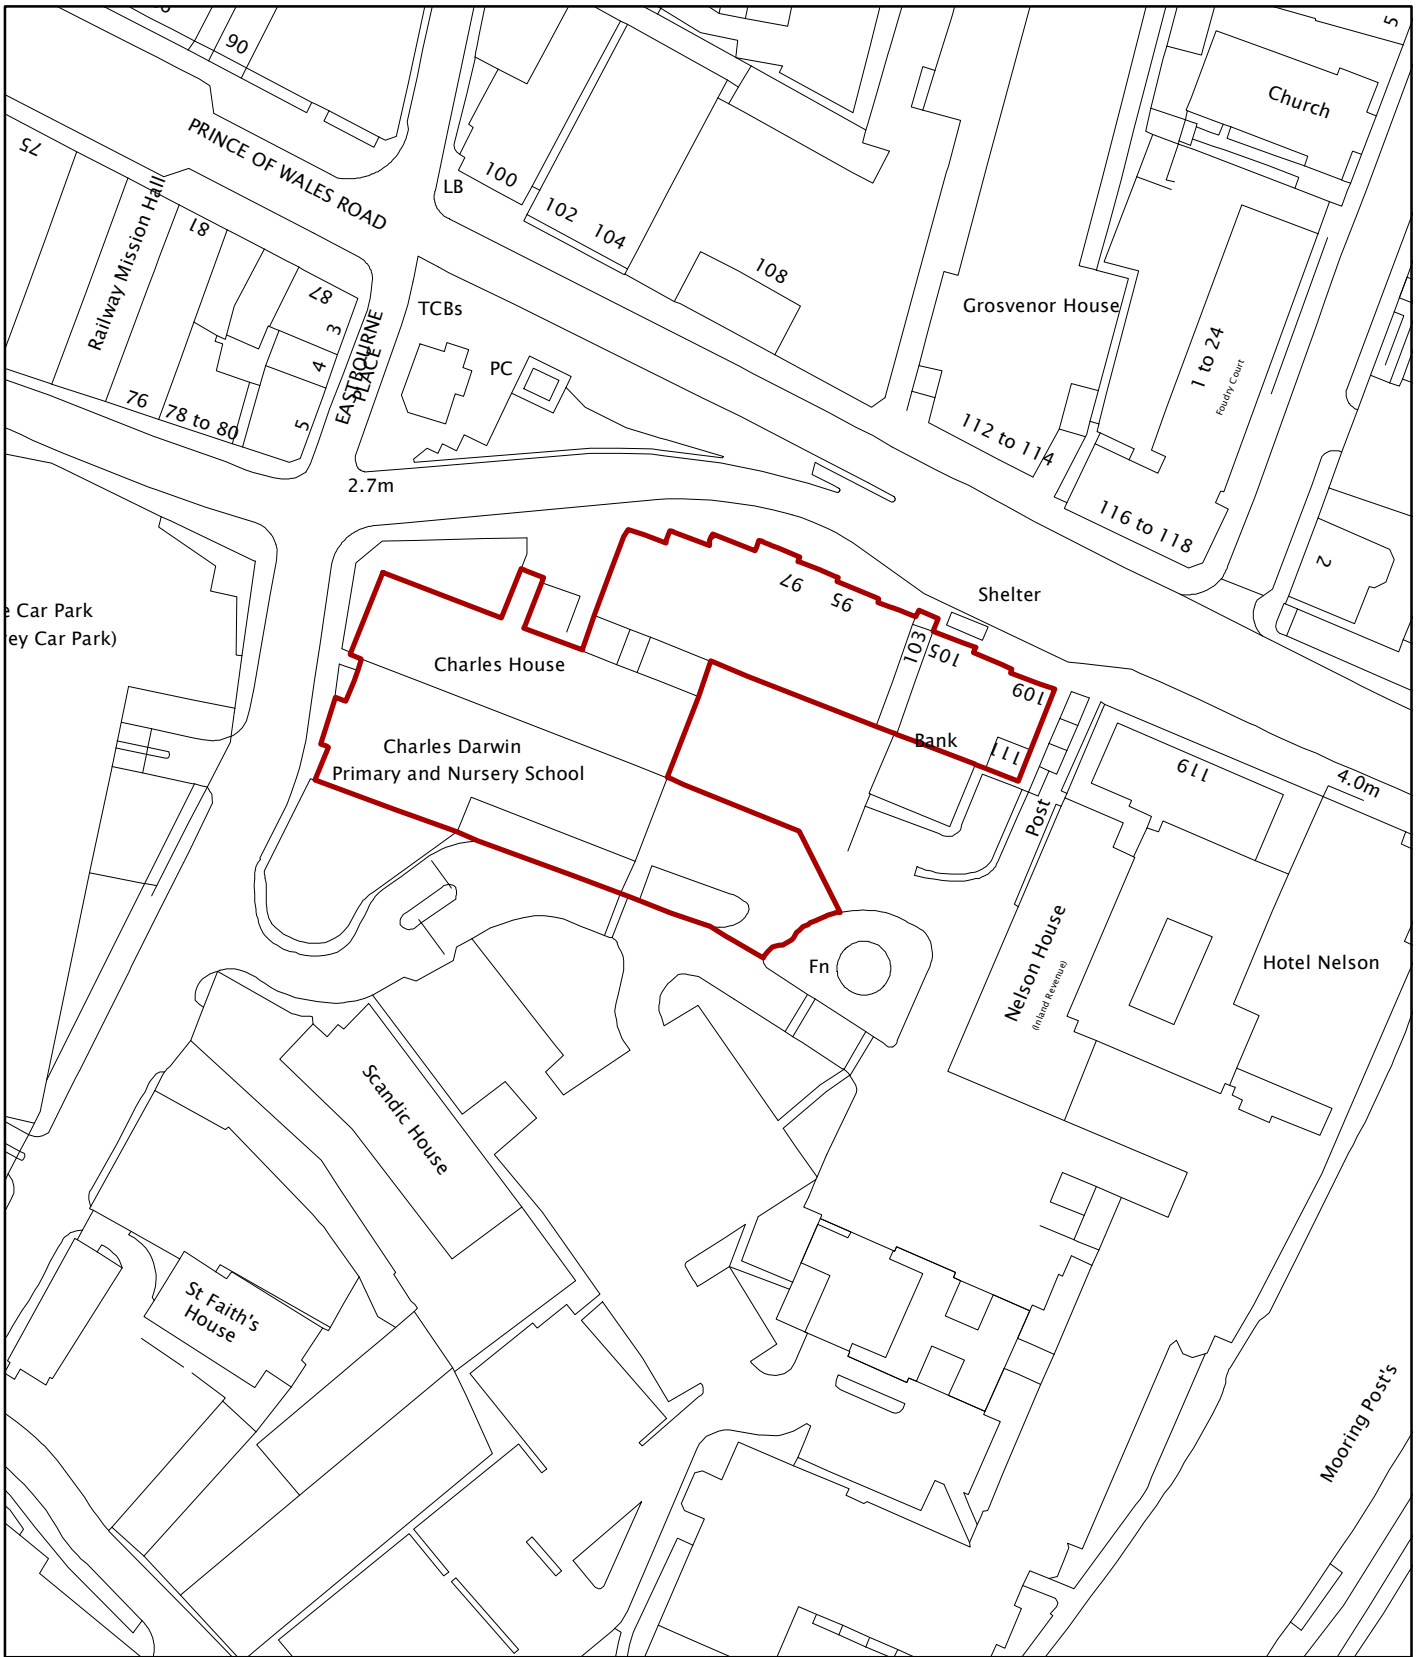 90
5
Church
75
PRINCE OF WALES ROAD
100
LB
102
104
81
Railway Mission Hall
108
87
3
4
5
TCBs
EASTBOURNE
PLACE
PC
Grosvenor House
1 to 24
Foudry Court
76
78 to 80
112 to 114
2.7m
116 to 118
2
97
95
Shelter
e Car Park
rey Car Park)
103
105
Charles House
109
Bank
111
Charles Darwin
Primary and Nursery School
119
4.0m
Post
Fn
Nelson House
(Inland Revenue)
Hotel Nelson
Scandic House
St Faith's
House
Mooring Post's